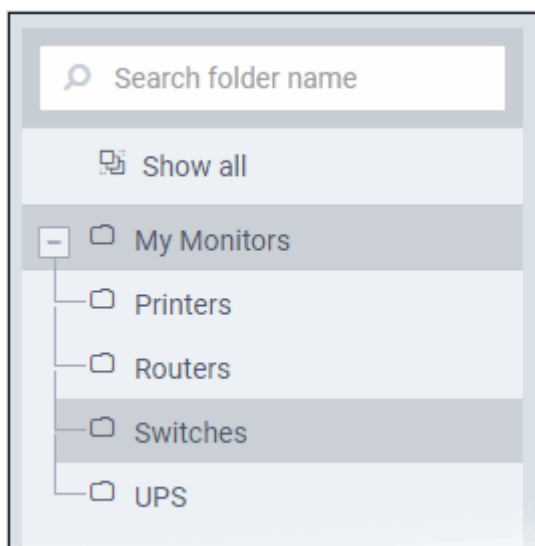 Search folder name
Show all
My Monitors
Printers
Routers
Switches
UPS